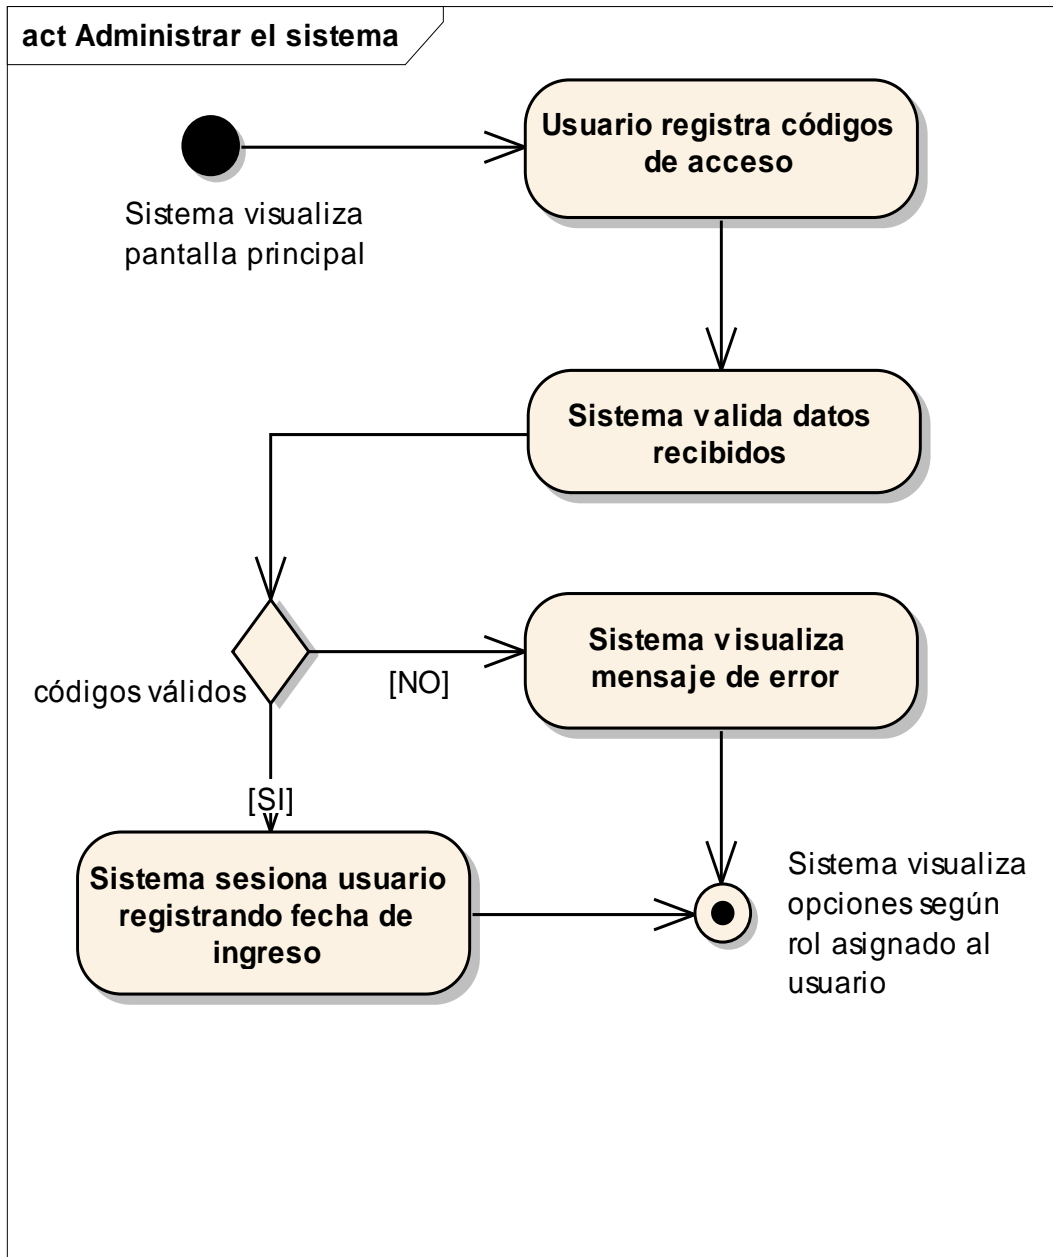 act Administrar el sistema
Usuario registra códigos
de acceso
Sistema visualiza
pantalla principal
Sistema valida datos
recibidos
Sistema visualiza
mensaje de error
[NO]
códigos válidos
[SI]
Sistema sesiona usuario
registrando fecha de
ingreso
Sistema visualiza
opciones según
rol asignado al
usuario